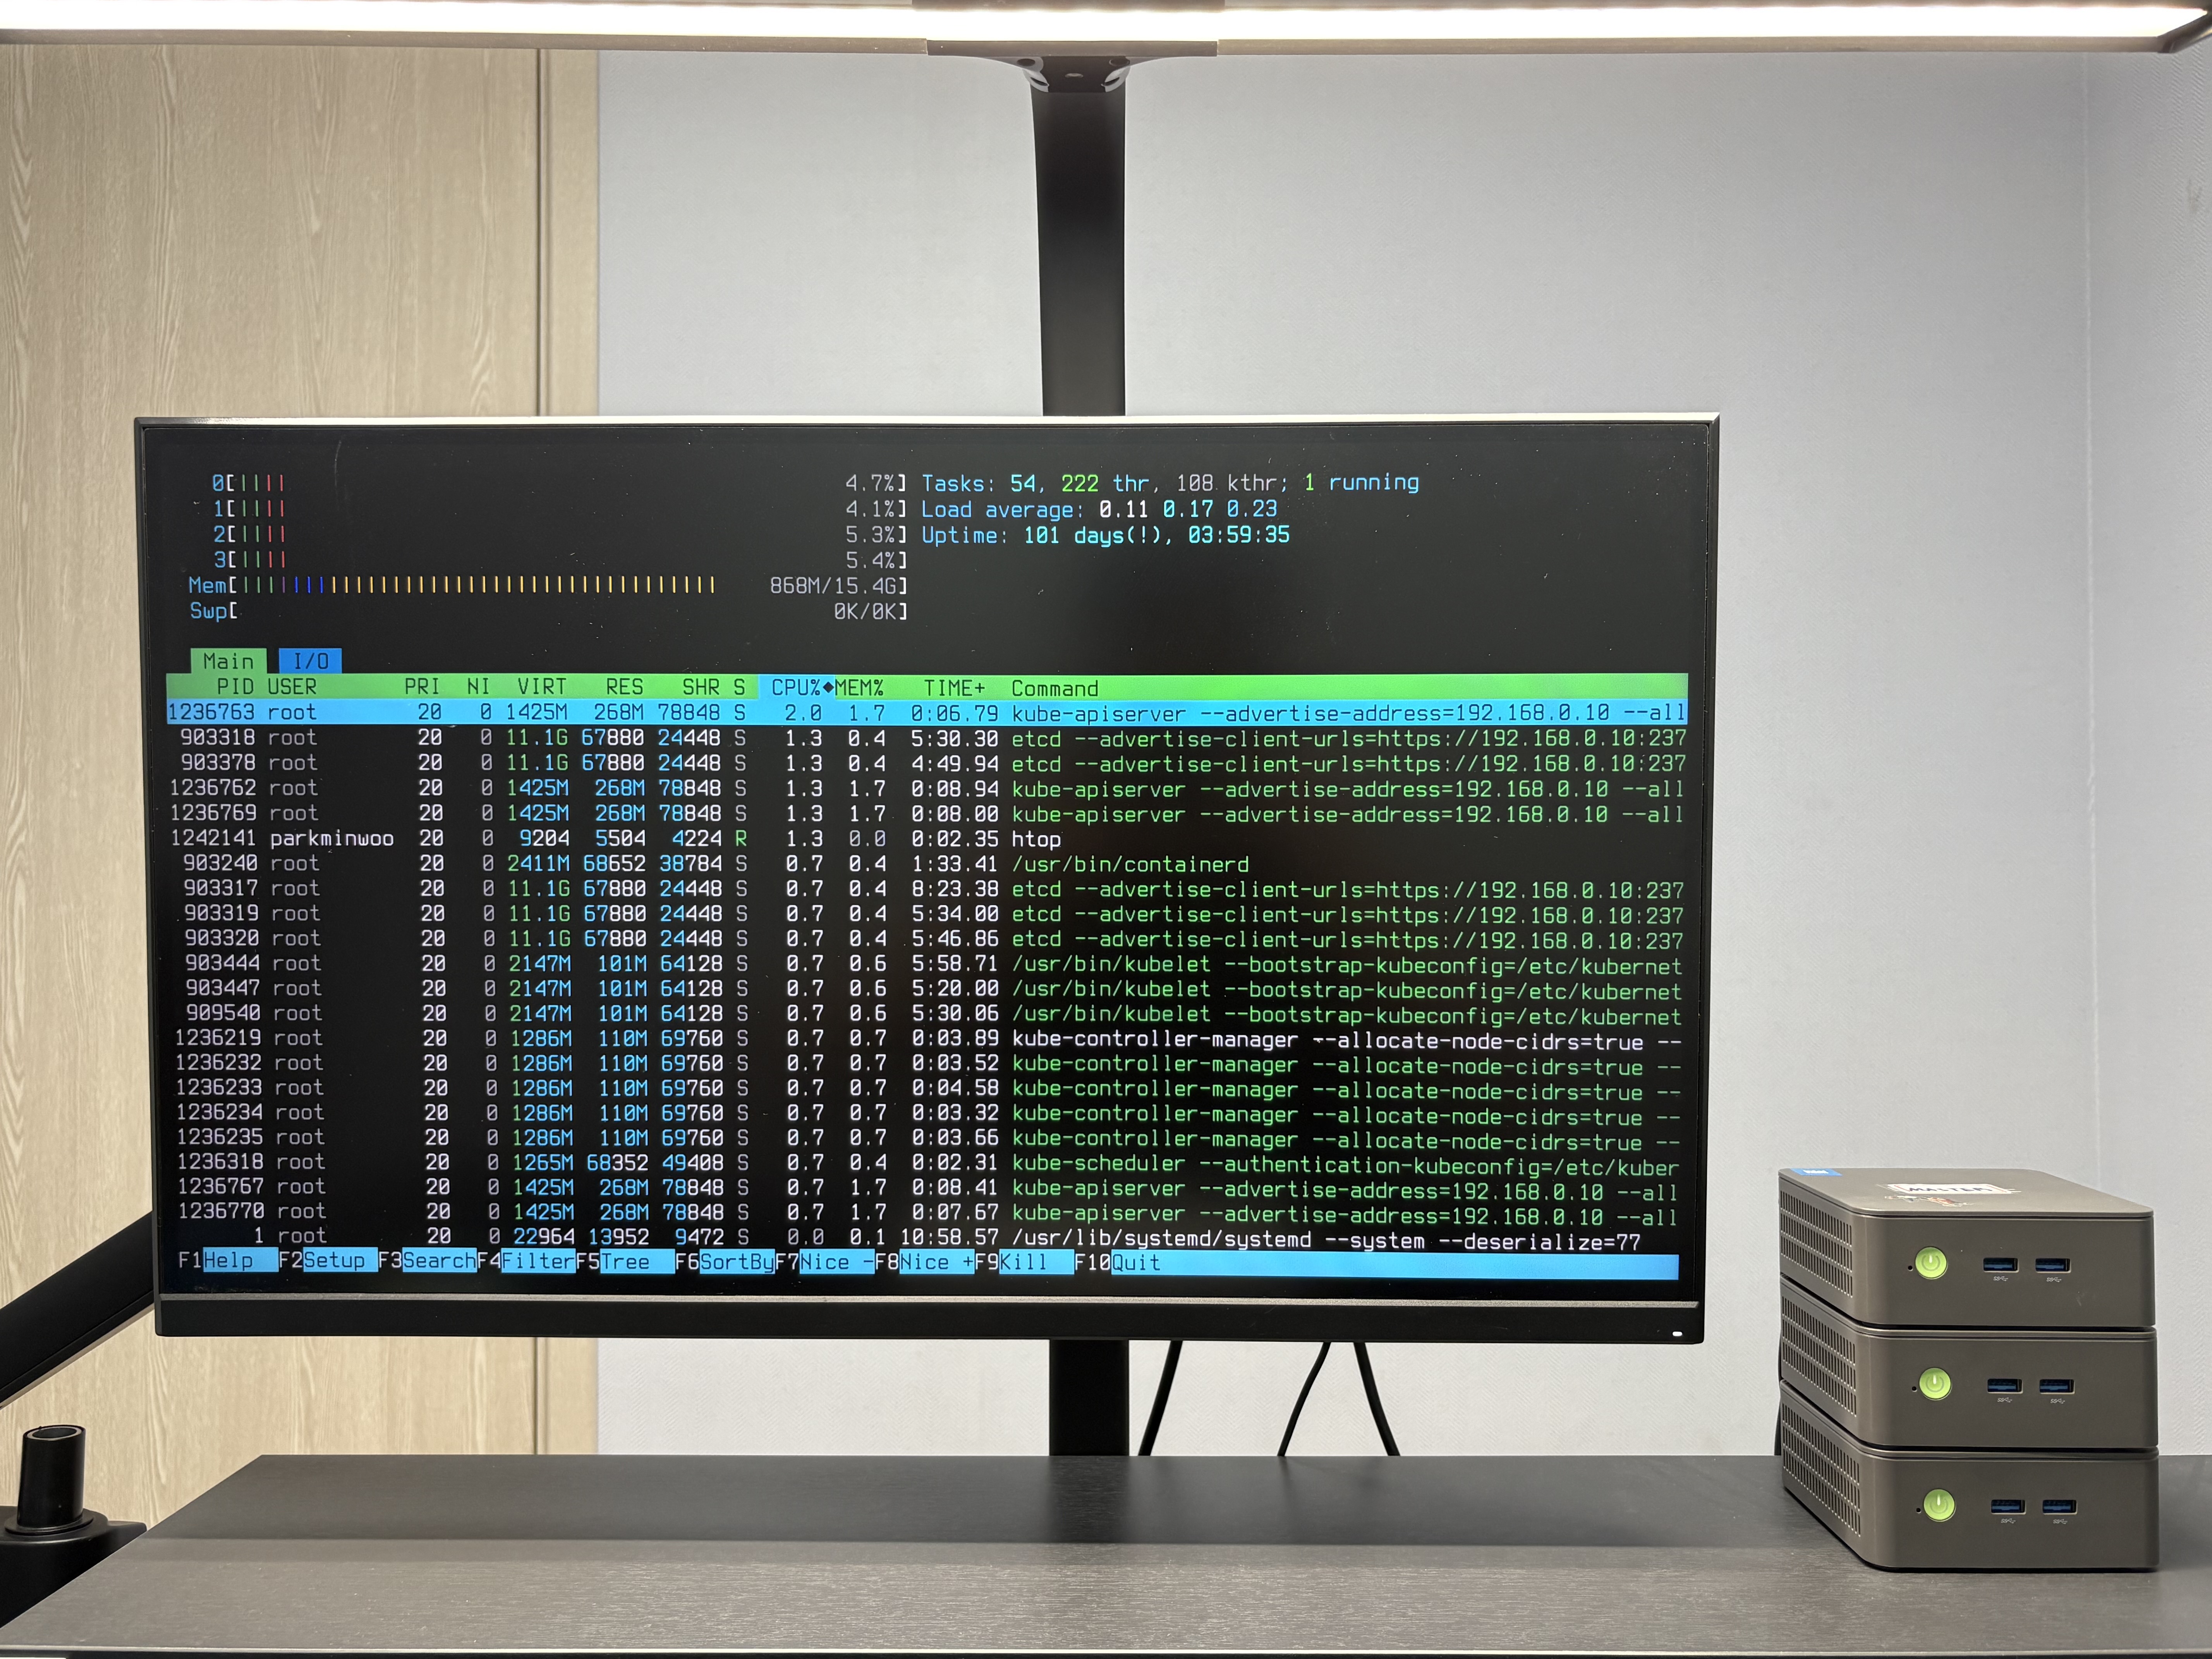 0[|||| 4.7%] Tasks: 54, 222 thr, 108 kthr; 1 running
1[|||| 4.1%] Load average: 0.11 0.17 0.23
2[|||| 5.3%] Uptime: 101 days(!), 03:59:35
3[|||| 5.4%]
Mem[||||||||||||||||||||||||||||||||||||| 868M/15.4G]
Swp[ 0K/0K]
Main I/O
PID USER PRI NI VIRT RES SHR S CPU%◆MEM% TIME+ Command
1236763 root 20 0 1425M 268M 78848 S 2.0 1.7 0:06.79 kube-apiserver --advertise-address=192.168.0.10 --all
903318 root 20 0 11.1G 67880 24448 S 1.3 0.4 5:30.30 etcd --advertise-client-urls=https://192.168.0.10:237
903378 root 20 0 11.1G 67880 24448 S 1.3 0.4 4:49.94 etcd --advertise-client-urls=https://192.168.0.10:237
1236762 root 20 0 1425M 268M 78848 S 1.3 1.7 0:08.94 kube-apiserver --advertise-address=192.168.0.10 --all
1236769 root 20 0 1425M 268M 78848 S 1.3 1.7 0:08.00 kube-apiserver --advertise-address=192.168.0.10 --all
1242141 parkminwoo 20 0 9204 5504 4224 R 1.3 0.0 0:02.35 htop
903240 root 20 0 2411M 68652 38784 S 0.7 0.4 1:33.41 /usr/bin/containerd
903317 root 20 0 11.1G 67880 24448 S 0.7 0.4 8:23.38 etcd --advertise-client-urls=https://192.168.0.10:237
903319 root 20 0 11.1G 67880 24448 S 0.7 0.4 5:34.00 etcd --advertise-client-urls=https://192.168.0.10:237
903320 root 20 0 11.1G 67880 24448 S 0.7 0.4 5:46.86 etcd --advertise-client-urls=https://192.168.0.10:237
903444 root 20 0 2147M 101M 64128 S 0.7 0.6 5:58.71 /usr/bin/kubelet --bootstrap-kubeconfig=/etc/kubernet
903447 root 20 0 2147M 101M 64128 S 0.7 0.6 5:20.00 /usr/bin/kubelet --bootstrap-kubeconfig=/etc/kubernet
909540 root 20 0 2147M 101M 64128 S 0.7 0.6 5:30.06 /usr/bin/kubelet --bootstrap-kubeconfig=/etc/kubernet
1236219 root 20 0 1286M 110M 69760 S 0.7 0.7 0:03.89 kube-controller-manager --allocate-node-cidrs=true --
1236232 root 20 0 1286M 110M 69760 S 0.7 0.7 0:03.52 kube-controller-manager --allocate-node-cidrs=true --
1236233 root 20 0 1286M 110M 69760 S 0.7 0.7 0:04.58 kube-controller-manager --allocate-node-cidrs=true --
1236234 root 20 0 1286M 110M 69760 S 0.7 0.7 0:03.32 kube-controller-manager --allocate-node-cidrs=true --
1236235 root 20 0 1286M 110M 69760 S 0.7 0.7 0:03.66 kube-controller-manager --allocate-node-cidrs=true --
1236318 root 20 0 1265M 68352 49408 S 0.7 0.4 0:02.31 kube-scheduler --authentication-kubeconfig=/etc/kuber
1236767 root 20 0 1425M 268M 78848 S 0.7 1.7 0:08.41 kube-apiserver --advertise-address=192.168.0.10 --all
1236770 root 20 0 1425M 268M 78848 S 0.7 1.7 0:07.67 kube-apiserver --advertise-address=192.168.0.10 --all
1 root 20 0 22964 13952 9472 S 0.0 0.1 10:58.57 /usr/lib/systemd/systemd --system --deserialize=77
F1Help F2Setup F3SearchF4FilterF5Tree F6SortByF7Nice -F8Nice +F9Kill F10Quit
MASTER